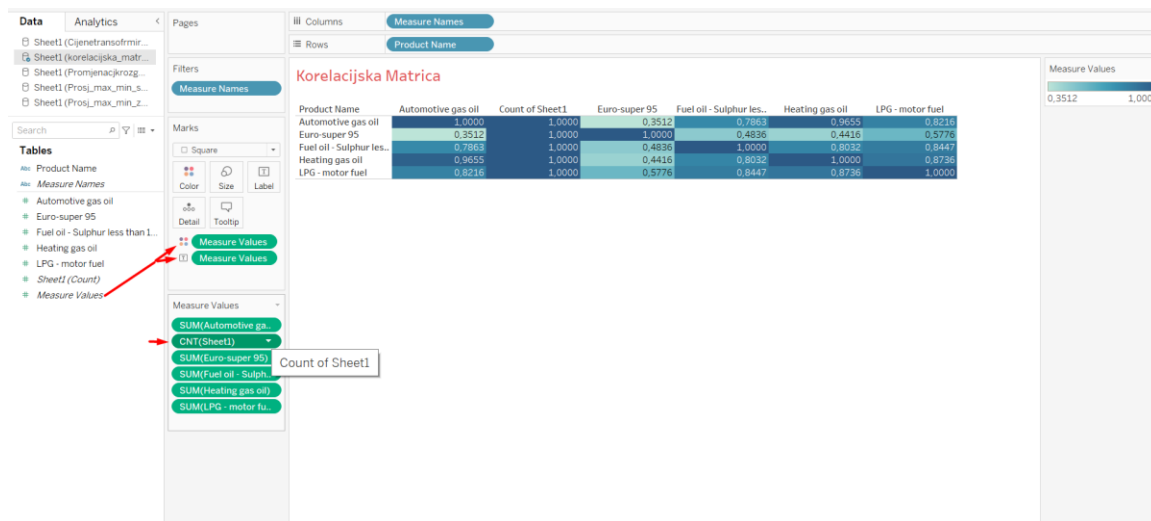 Data Analytics
Sheet1 (Cijenetransofrmir...
Sheet1 (korelacijska_matr...
Sheet1 (Promjenacjkrozg...
Sheet1 (Prosj_max_min_s...
Sheet1 (Prosj_max_min_z...
Search
Tables
Abc Product Name
Abc Measure Names
# Automotive gas oil
# Euro-super 95
# Fuel oil - Sulphur less than 1...
# Heating gas oil
# LPG - motor fuel
# Sheet1 (Count)
# Measure Values
Pages
Filters
Measure Names
Marks
Square
Color Size Label
Detail Tooltip
Measure Values
Measure Values
Measure Values
SUM(Automotive ga..
CNT(Sheet1)
SUM(Euro-super 95)
SUM(Fuel oil - Sulph..
SUM(Heating gas oil)
SUM(LPG - motor fu..
Count of Sheet1
Columns Measure Names
Rows Product Name
Korelacijska Matrica
Product Name Automotive gas oil Count of Sheet1 Euro-super 95 Fuel oil - Sulphur les.. Heating gas oil LPG - motor fuel
Automotive gas oil 1,0000 1,0000 0,3512 0,7863 0,9655 0,8216
Euro-super 95 0,3512 1,0000 1,0000 0,4836 0,4416 0,5776
Fuel oil - Sulphur les.. 0,7863 1,0000 0,4836 1,0000 0,8032 0,8447
Heating gas oil 0,9655 1,0000 0,4416 0,8032 1,0000 0,8736
LPG - motor fuel 0,8216 1,0000 0,5776 0,8447 0,8736 1,0000
Measure Values
0,3512 1,000